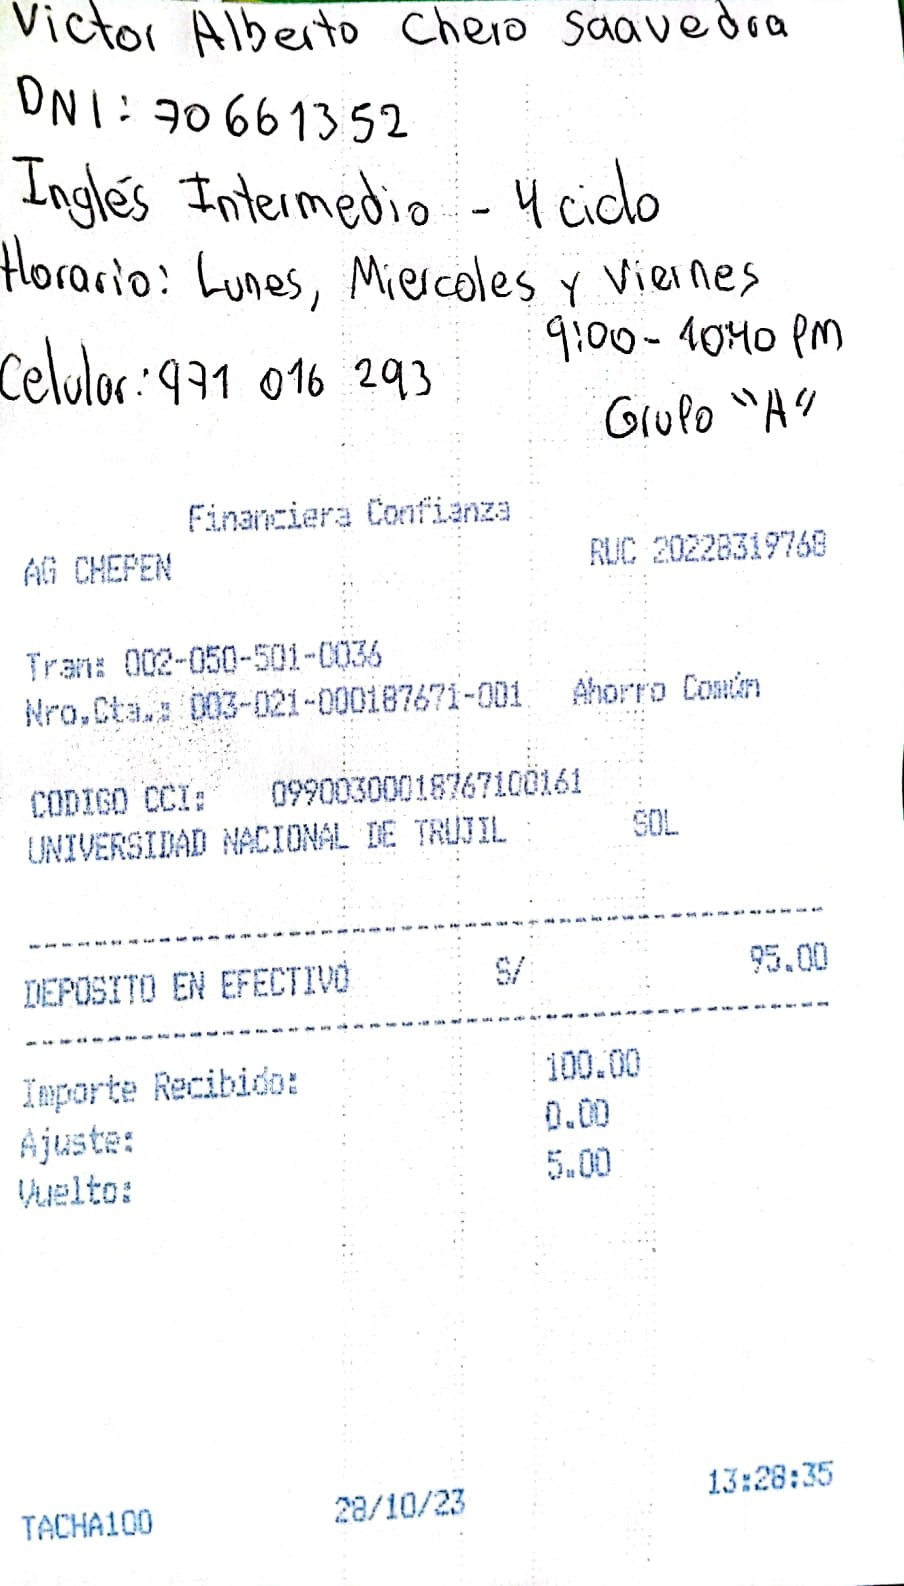 Victor Alberto Chero Saavedra
DNI: 70661352
Inglés Intermedio - 4 ciclo
Horario: Lunes, Miercoles y Viernes
9:00 - 10:40 PM
Celular: 971 016 293
Grupo "A"
Financiera Confianza
AG CHEPEN RUC 20228319768
Tran: 002-050-501-0036
Nro.Cta.: 003-021-000187671-001 Ahorro Común
CODIGO CCI: 09900300018767100161
UNIVERSIDAD NACIONAL DE TRUJIL SOL
DEPOSITO EN EFECTIVO S/ 95.00
Importe Recibido: 100.00
Ajuste: 0.00
Vuelto: 5.00
TACHA100 28/10/23 13:28:35